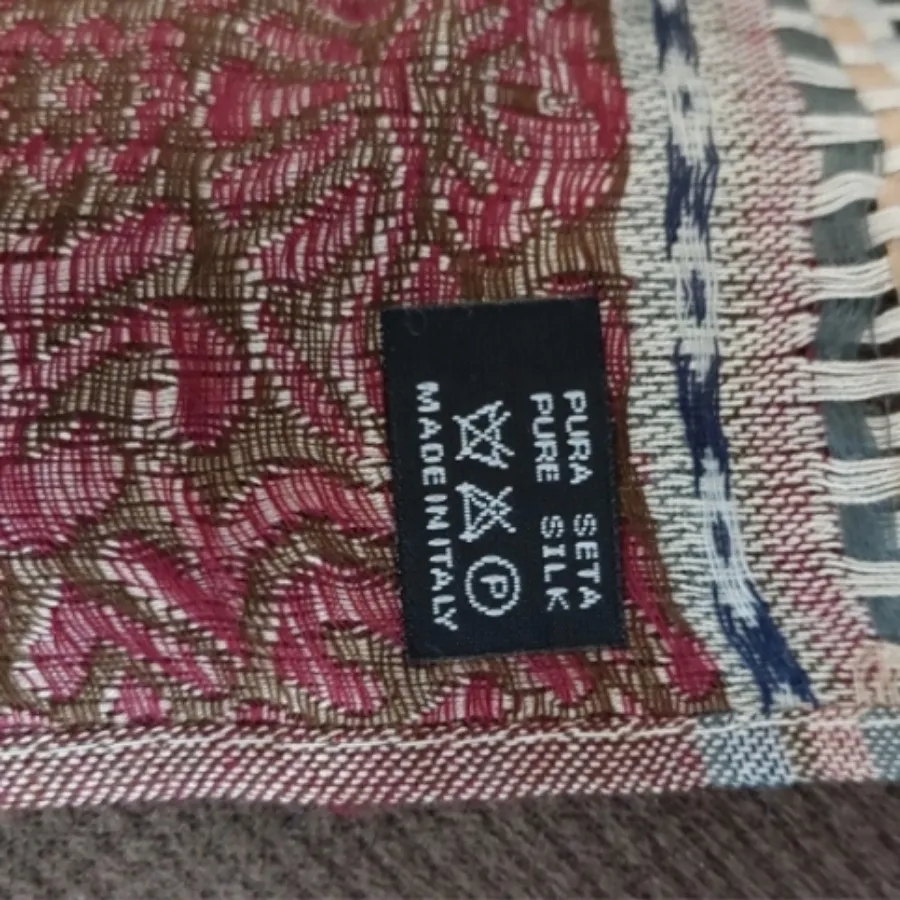 PURA SETA
PURE SILK
P
MADE IN ITALY